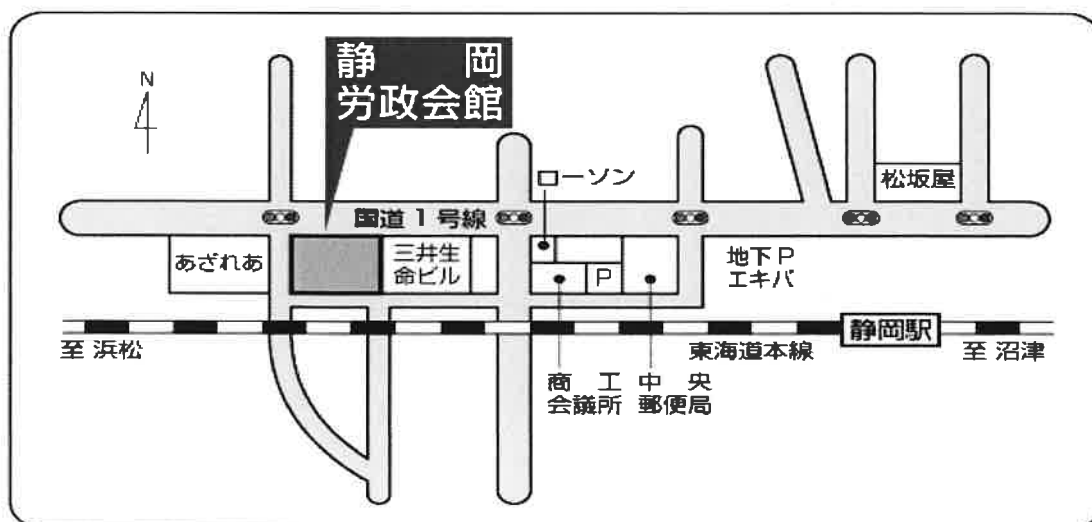 静岡
労政会館
N
ローソン
松坂屋
国道1号線
あざれあ
三井生
命ビル
P
地下P
エキパ
静岡駅
至 浜松
東海道本線
至 沼津
商工
会議所
中央
郵便局